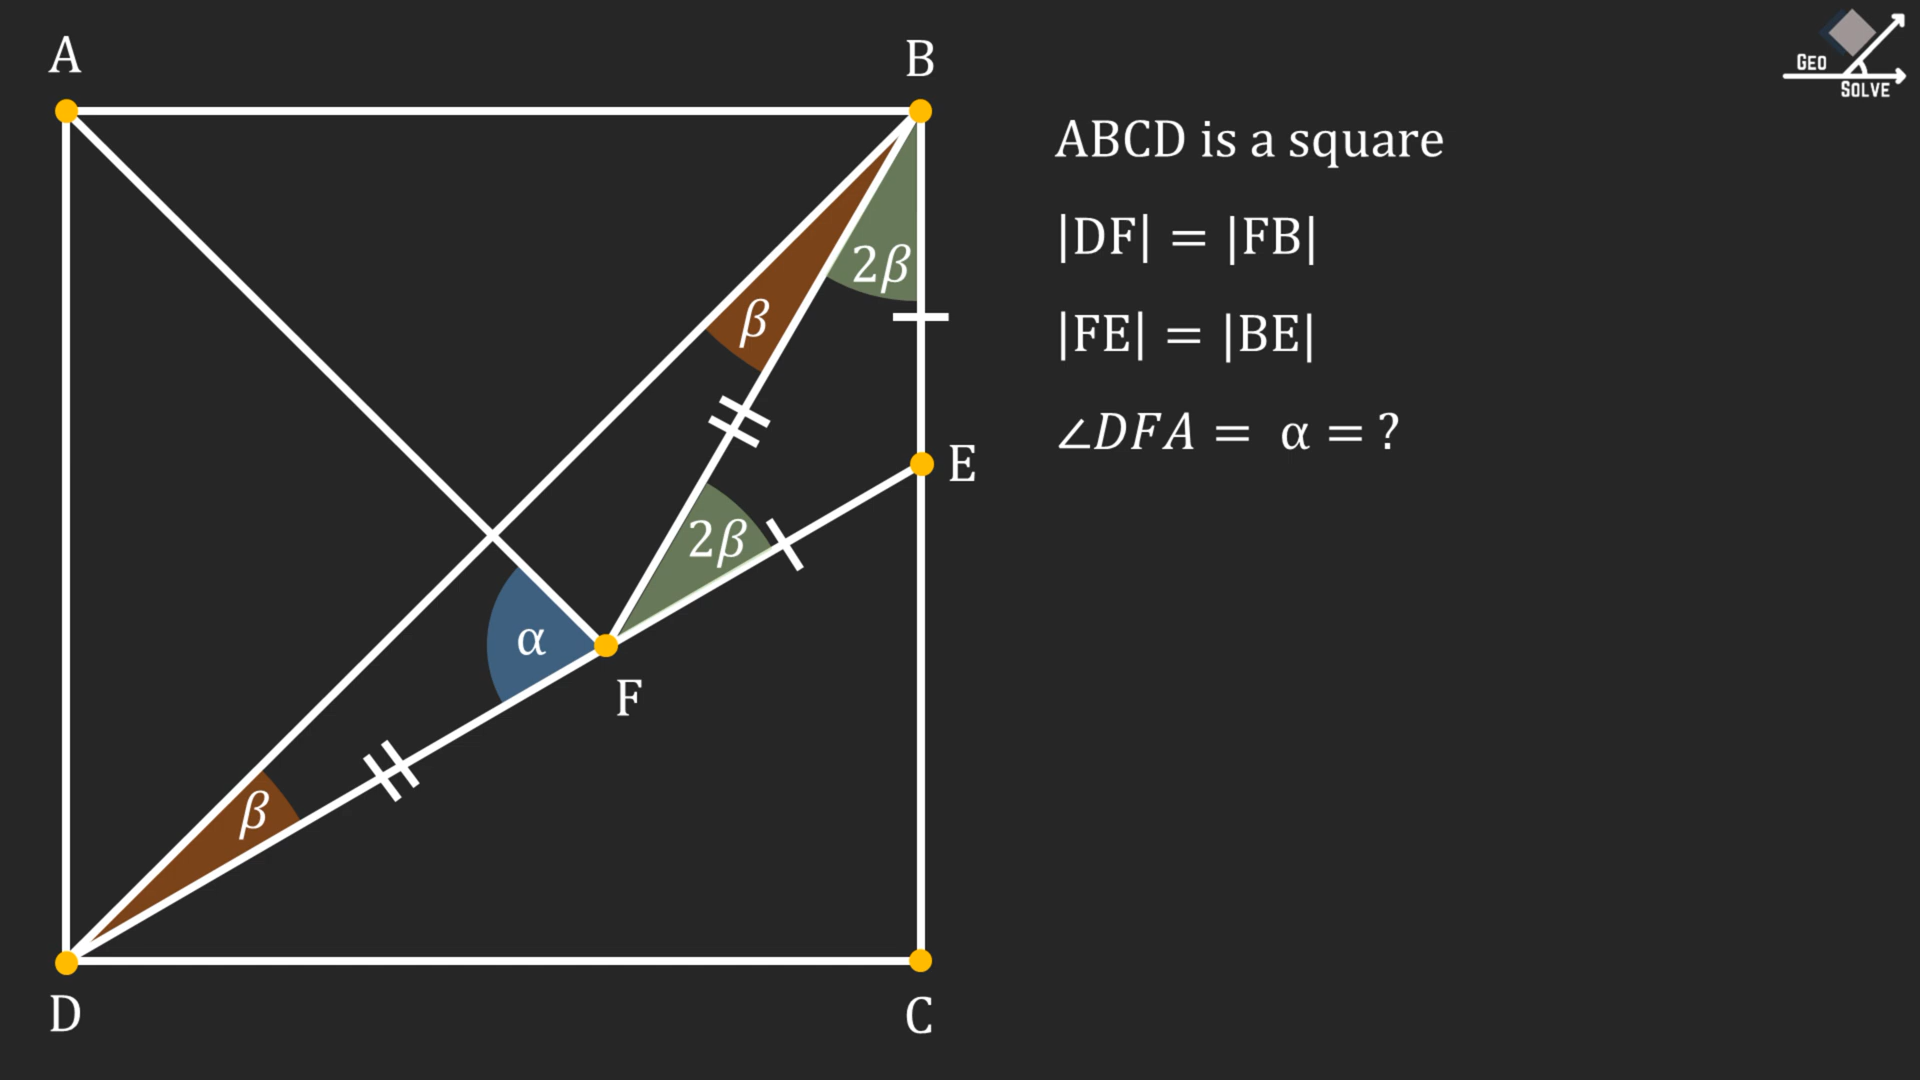 A
B
GEO
SOLVE
ABCD is a square
|DF| = |FB|
2β
β
|FE| = |BE|
∠DFA = α = ?
E
2β
α
F
β
D
C